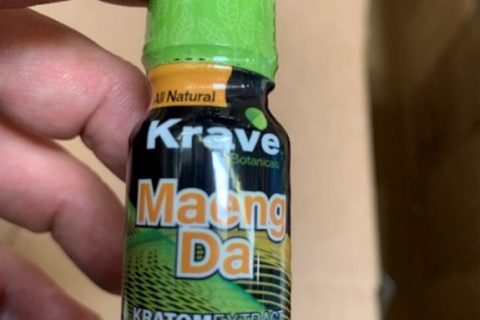 All Natural
Krave
Botanicals
Maeng
Da
KRATOM EXTRACT